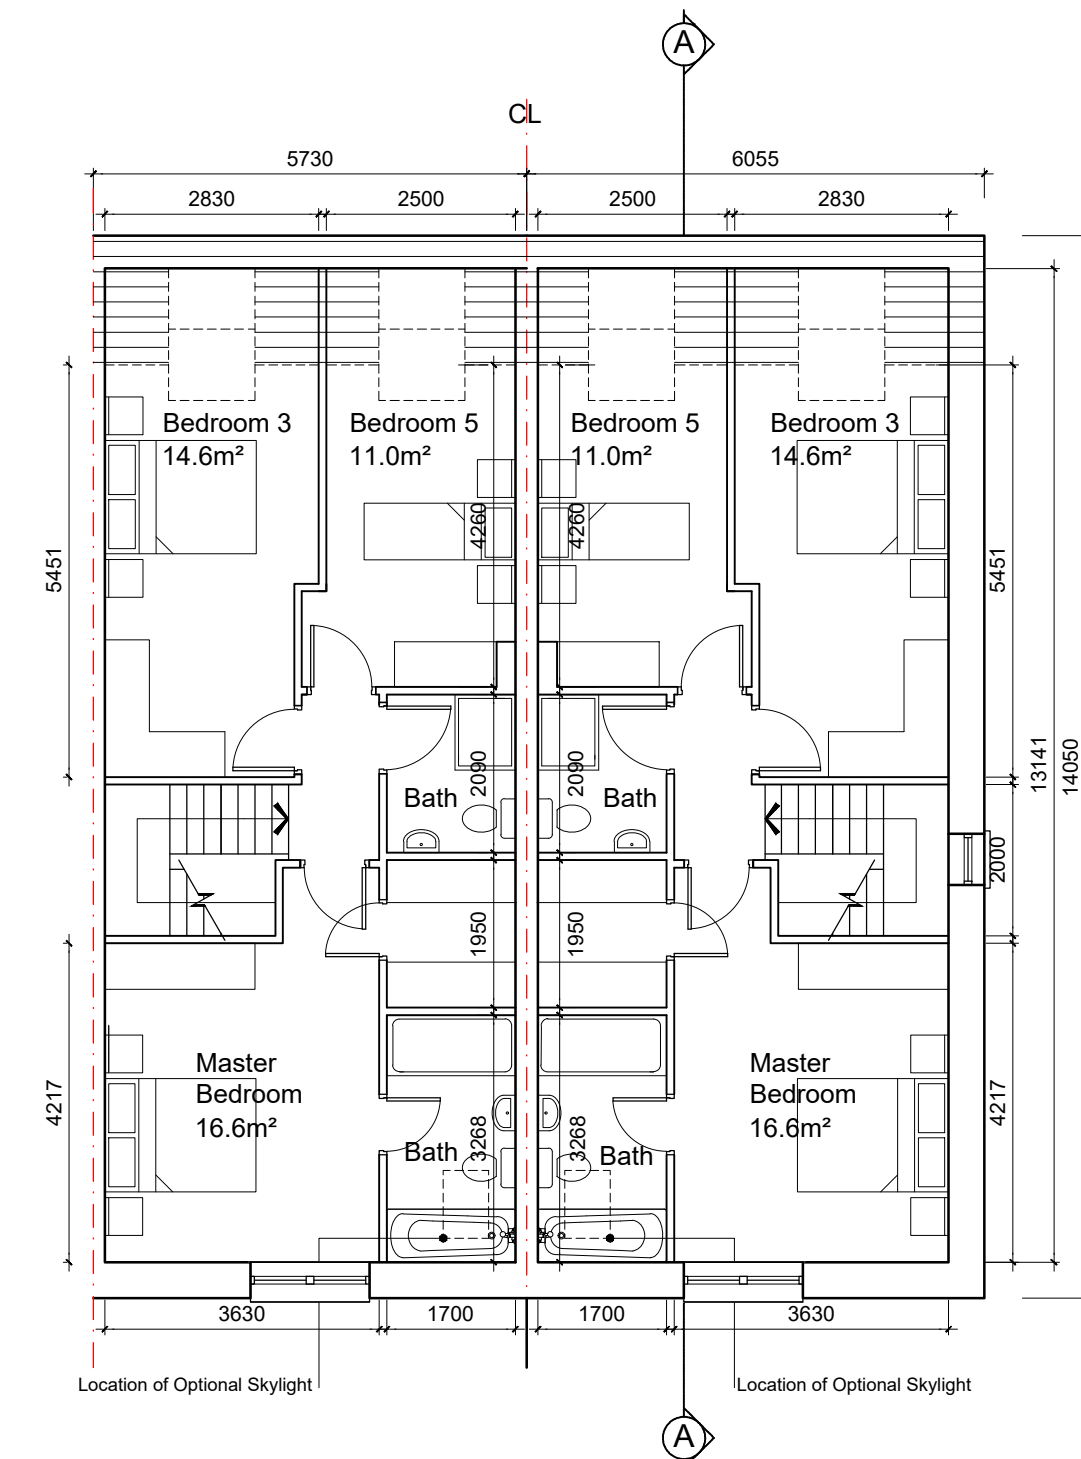 A
CL
5730
6055
2830
2500
2500
2830
Bedroom 3
14.6m²
Bedroom 5
11.0m²
Bedroom 5
11.0m²
Bedroom 3
14.6m²
5451
4260
4260
5451
13141
14050
Bath
2090
2090
Bath
2000
1950
1950
4217
Master
Bedroom
16.6m²
Bath
3268
3268
Bath
Master
Bedroom
16.6m²
4217
3630
1700
1700
3630
Location of Optional Skylight
Location of Optional Skylight
A